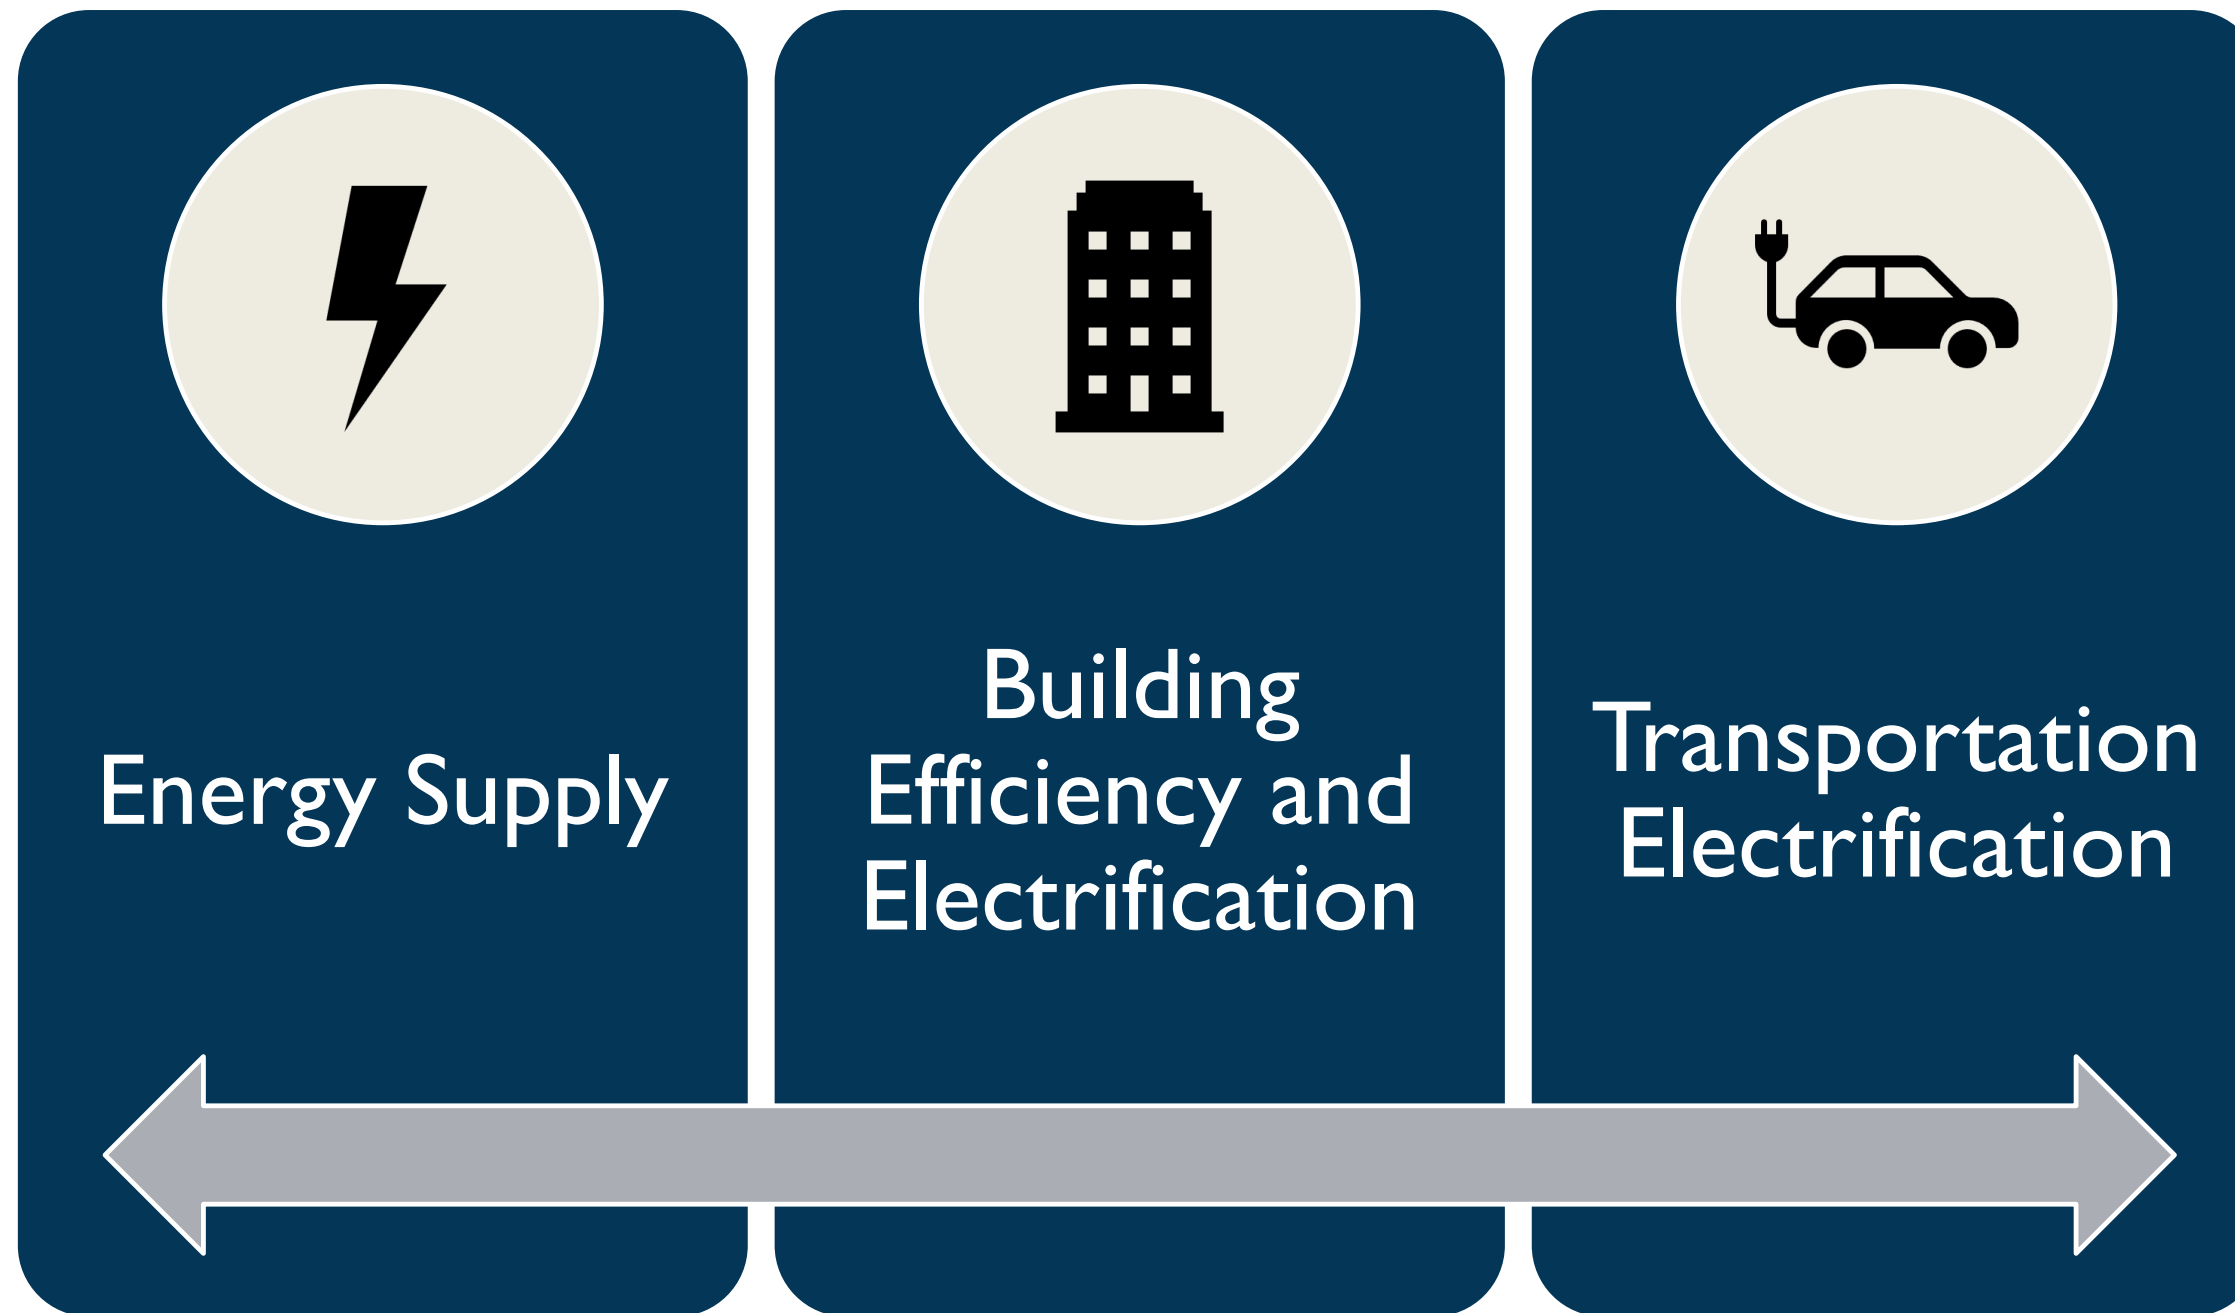 Energy Supply
Building
Efficiency and
Electrification
Transportation
Electrification